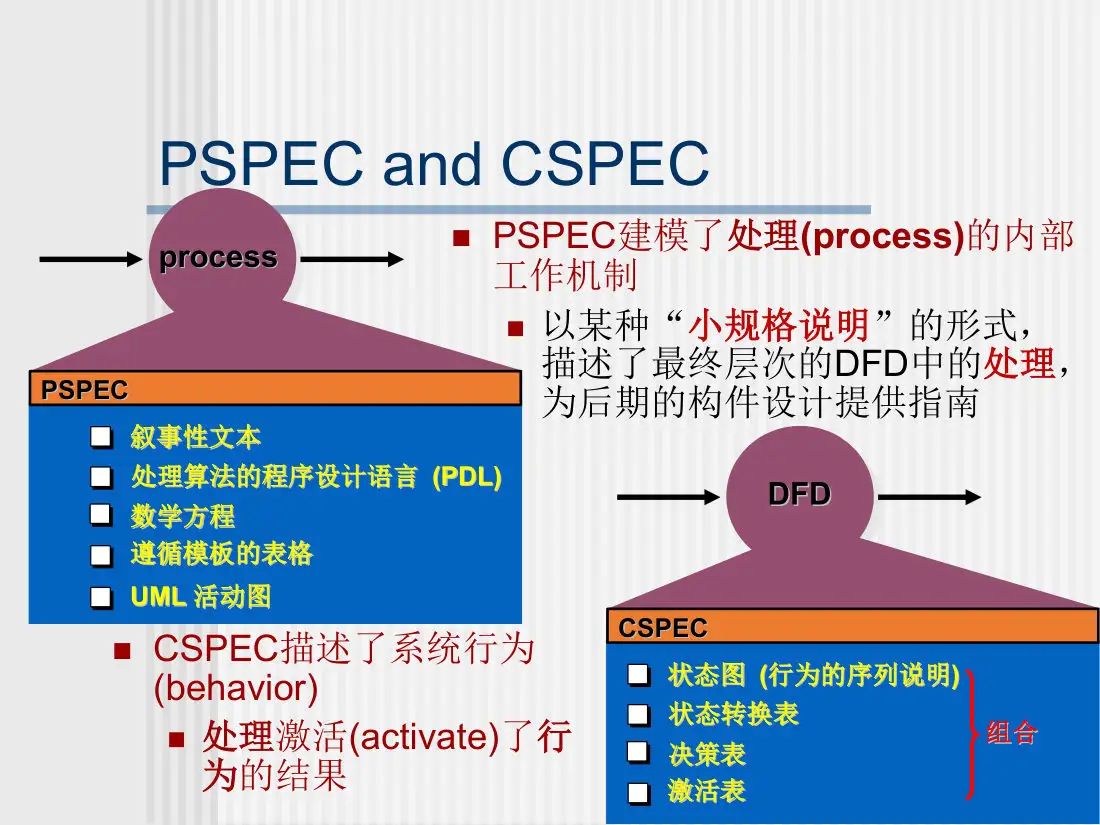 PSPEC and CSPEC
process
PSPEC建模了处理(process)的内部
工作机制
以某种“小规格说明”的形式，
描述了最终层次的DFD中的处理，
为后期的构件设计提供指南
PSPEC
叙事性文本
处理算法的程序设计语言 (PDL)
数学方程
遵循模板的表格
UML 活动图
DFD
CSPEC描述了系统行为
(behavior)
处理激活(activate)了行
为的结果
CSPEC
状态图 (行为的序列说明)
状态转换表
决策表
激活表
组合